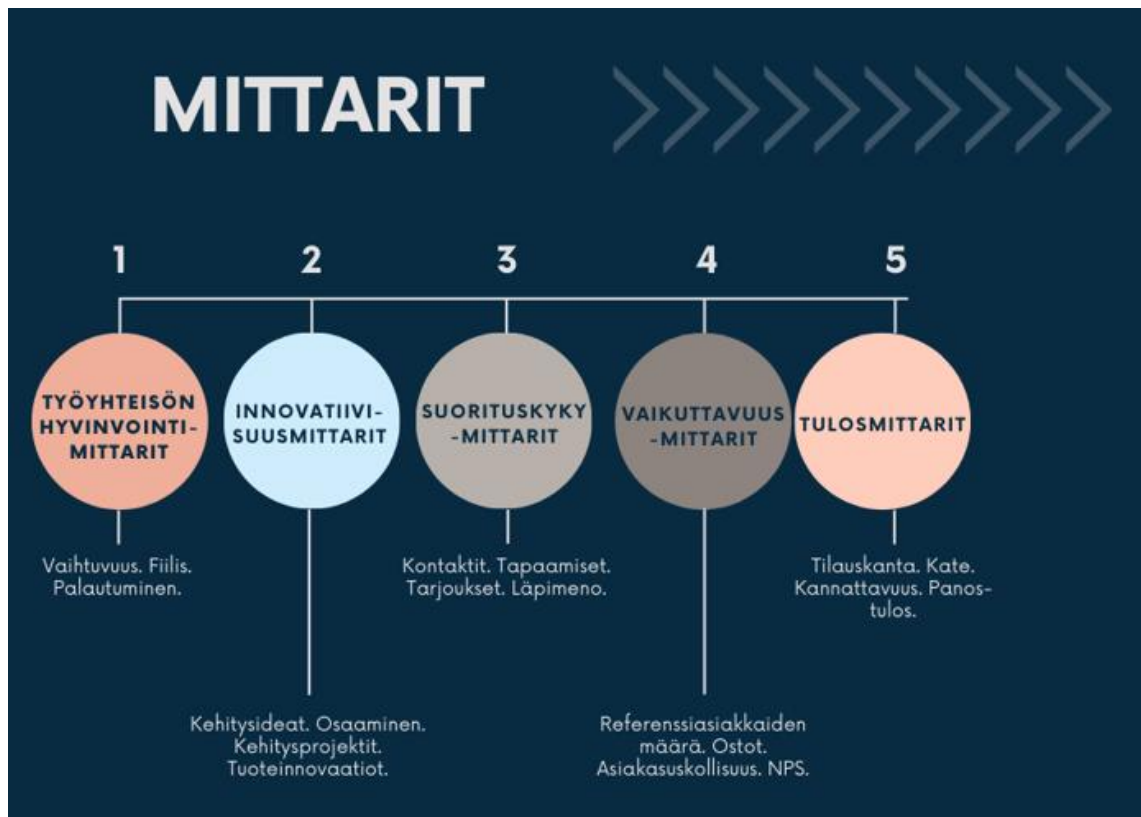 MITTARIT
1
2
3
4
5
TYÖYHTEISÖN
HYVINVOINTI-
MITTARIT
INNOVATIIVI-
SUUSMITTARIT
SUORITUSKYKY
-MITTARIT
VAIKUTTAVUUS
-MITTARIT
TULOSMITTARIT
Vaihtuvuus. Fiilis.
Palautuminen.
Kehitysideat. Osaaminen.
Kehitysprojektit.
Tuoteinnovaatiot.
Kontaktit. Tapaamiset.
Tarjoukset. Läpimeno.
Referenssiasiakkaiden
määrä. Ostot.
Asiakasuskollisuus. NPS.
Tilauskanta. Kate.
Kannattavuus. Panos-
tulos.